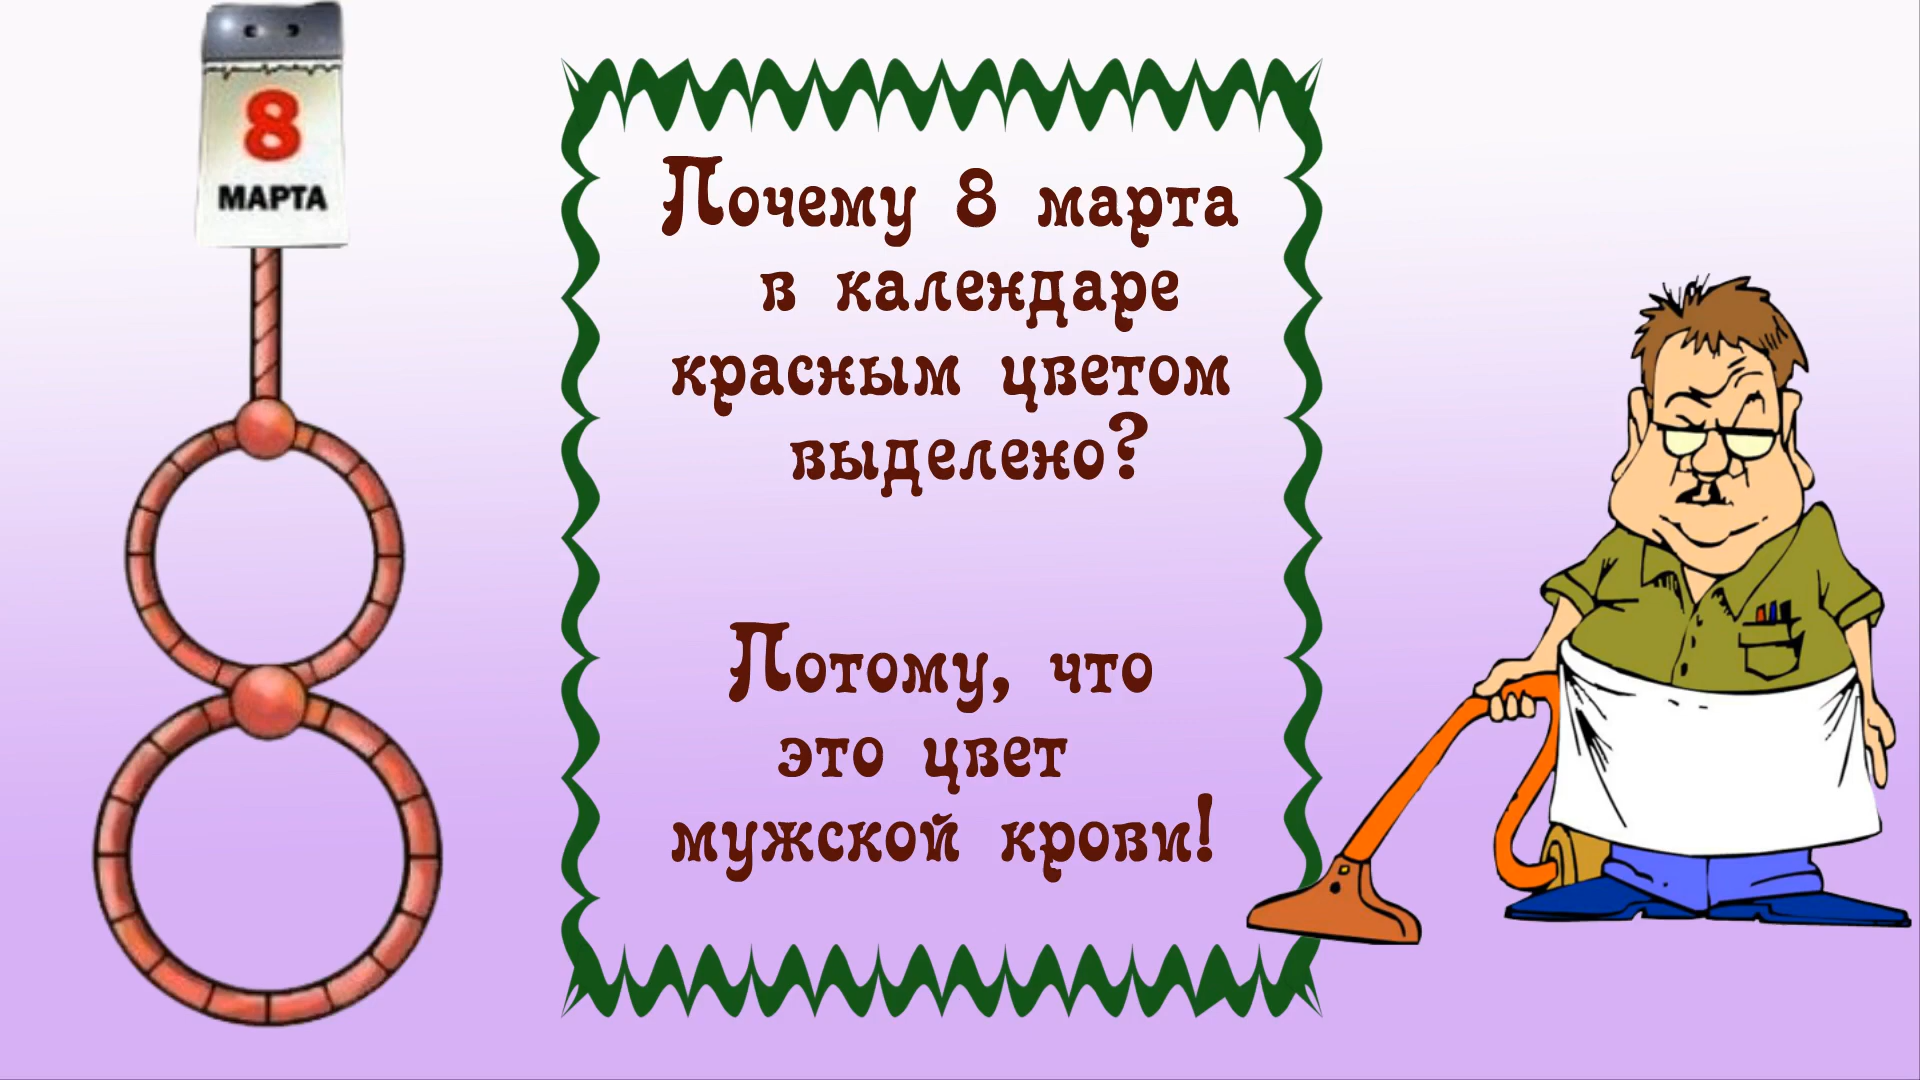 8
МАРТА
Почему 8 марта
в календаре
красным цветом
выделено?
Потому, что
это цвет
мужской крови!